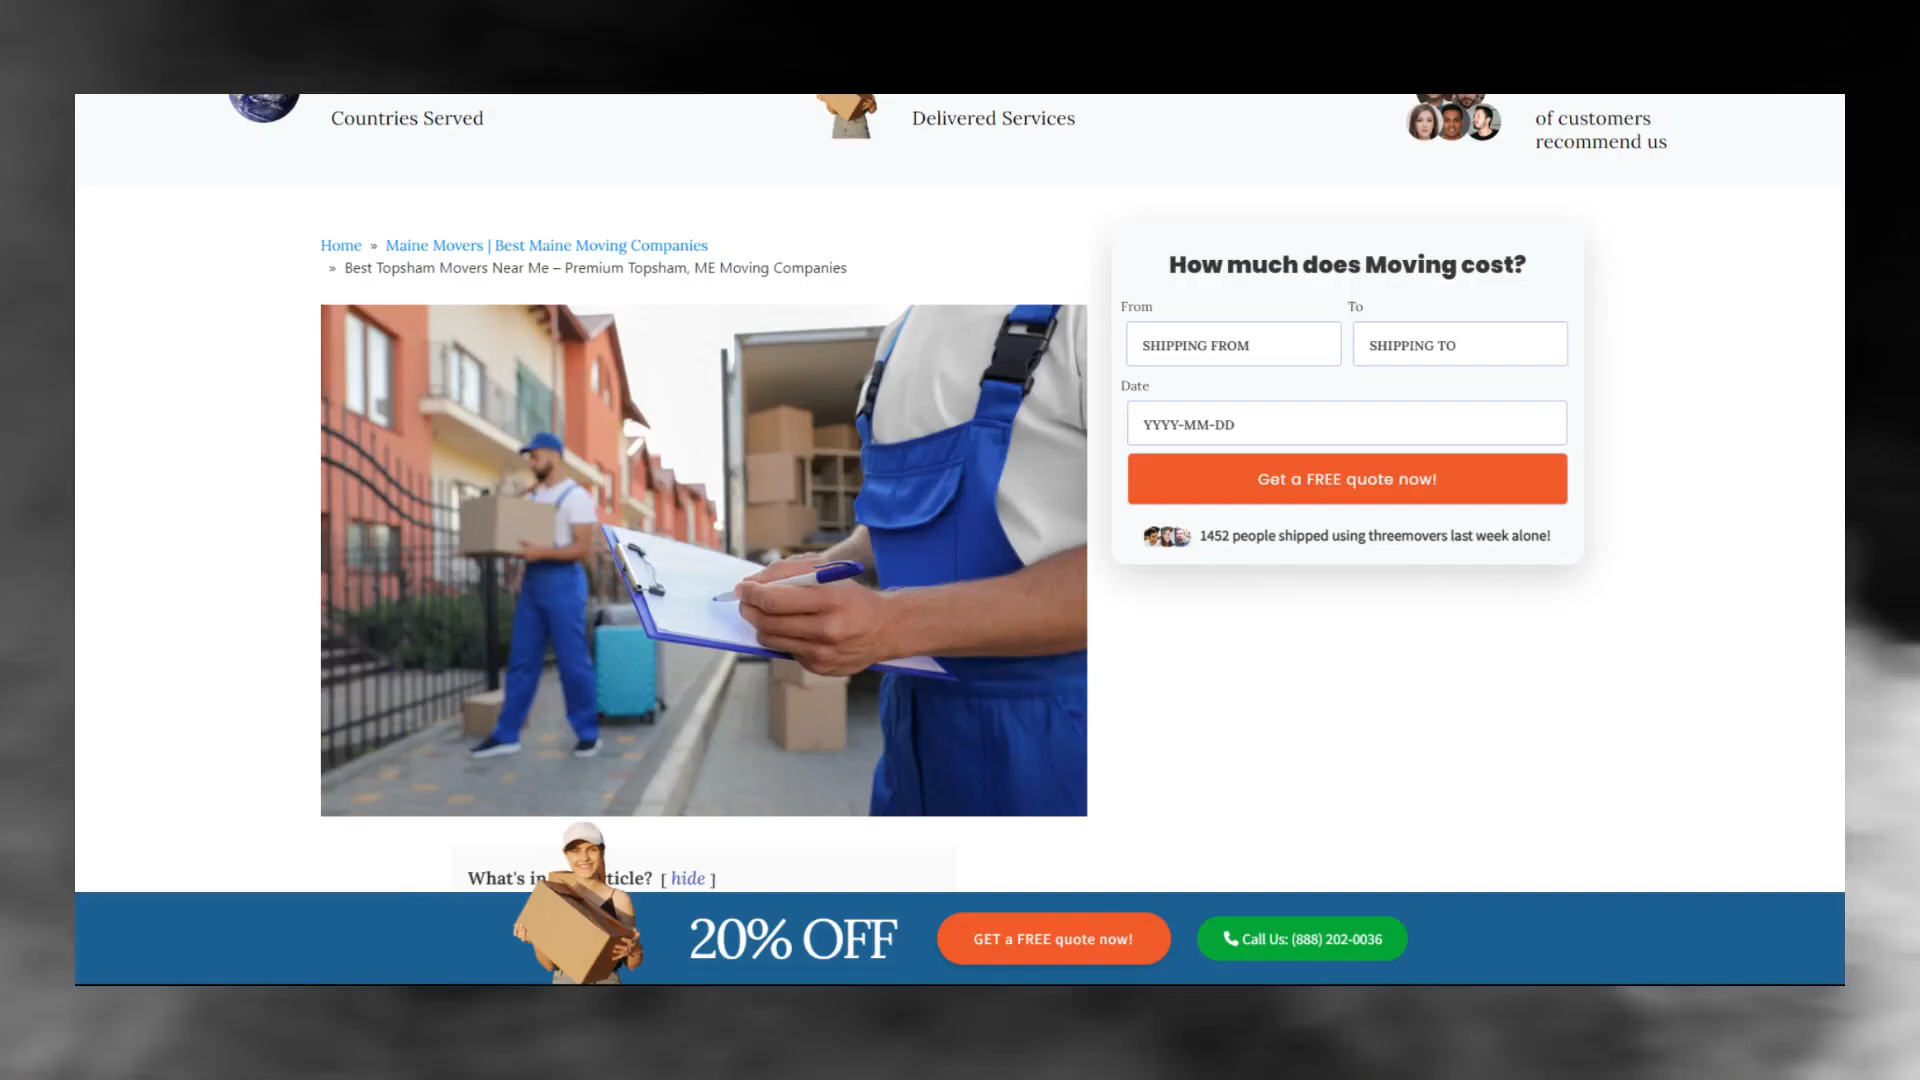 Countries Served
Delivered Services
of customers
recommend us
Home » Maine Movers | Best Maine Moving Companies
» Best Topsham Movers Near Me – Premium Topsham, ME Moving Companies
How much does Moving cost?
From
To
SHIPPING FROM
SHIPPING TO
Date
YYYY-MM-DD
Get a FREE quote now!
1452 people shipped using threemovers last week alone!
What's in ticle? [ hide ]
20% OFF
GET a FREE quote now!
Call Us: (888) 202-0036